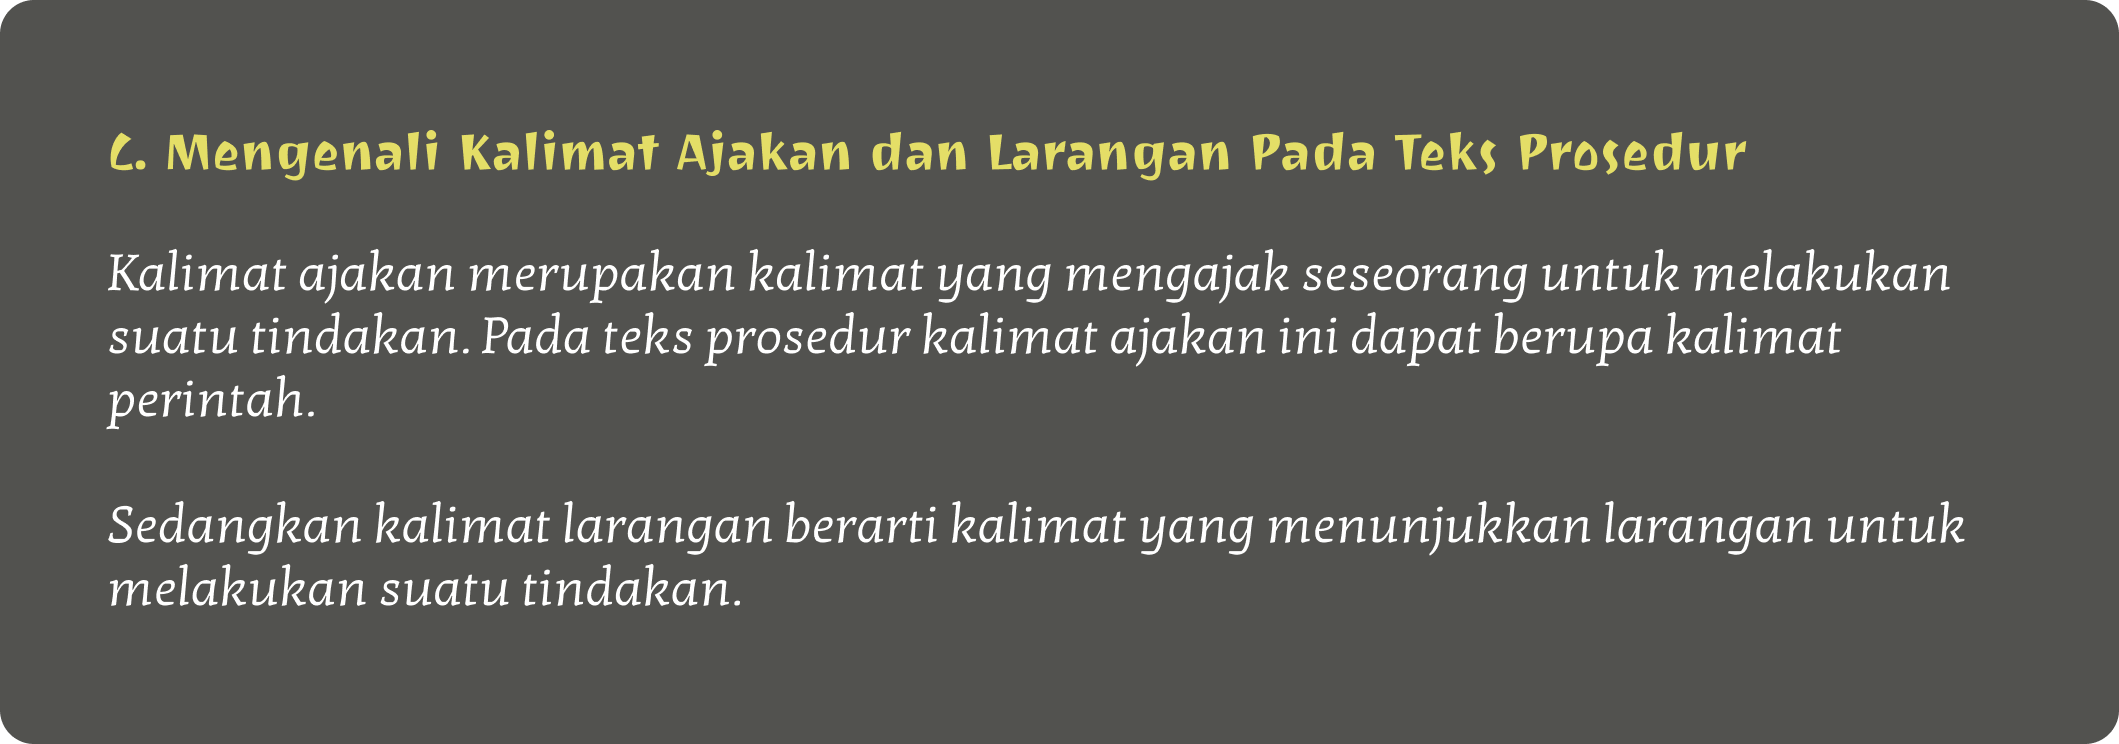 C. Mengenali Kalimat Ajakan dan Larangan Pada Teks Prosedur
Kalimat ajakan merupakan kalimat yang mengajak seseorang untuk melakukan
suatu tindakan. Pada teks prosedur kalimat ajakan ini dapat berupa kalimat
perintah.
Sedangkan kalimat larangan berarti kalimat yang menunjukkan larangan untuk
melakukan suatu tindakan.